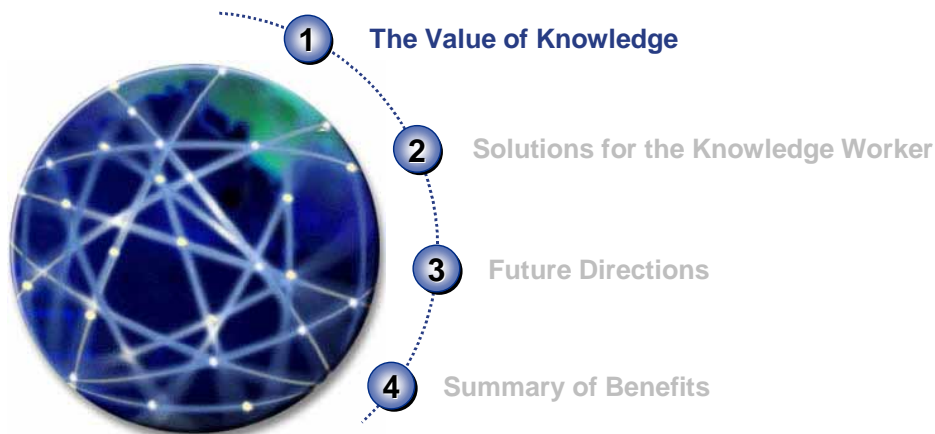 1 The Value of Knowledge
2 Solutions for the Knowledge Worker
3 Future Directions
4 Summary of Benefits